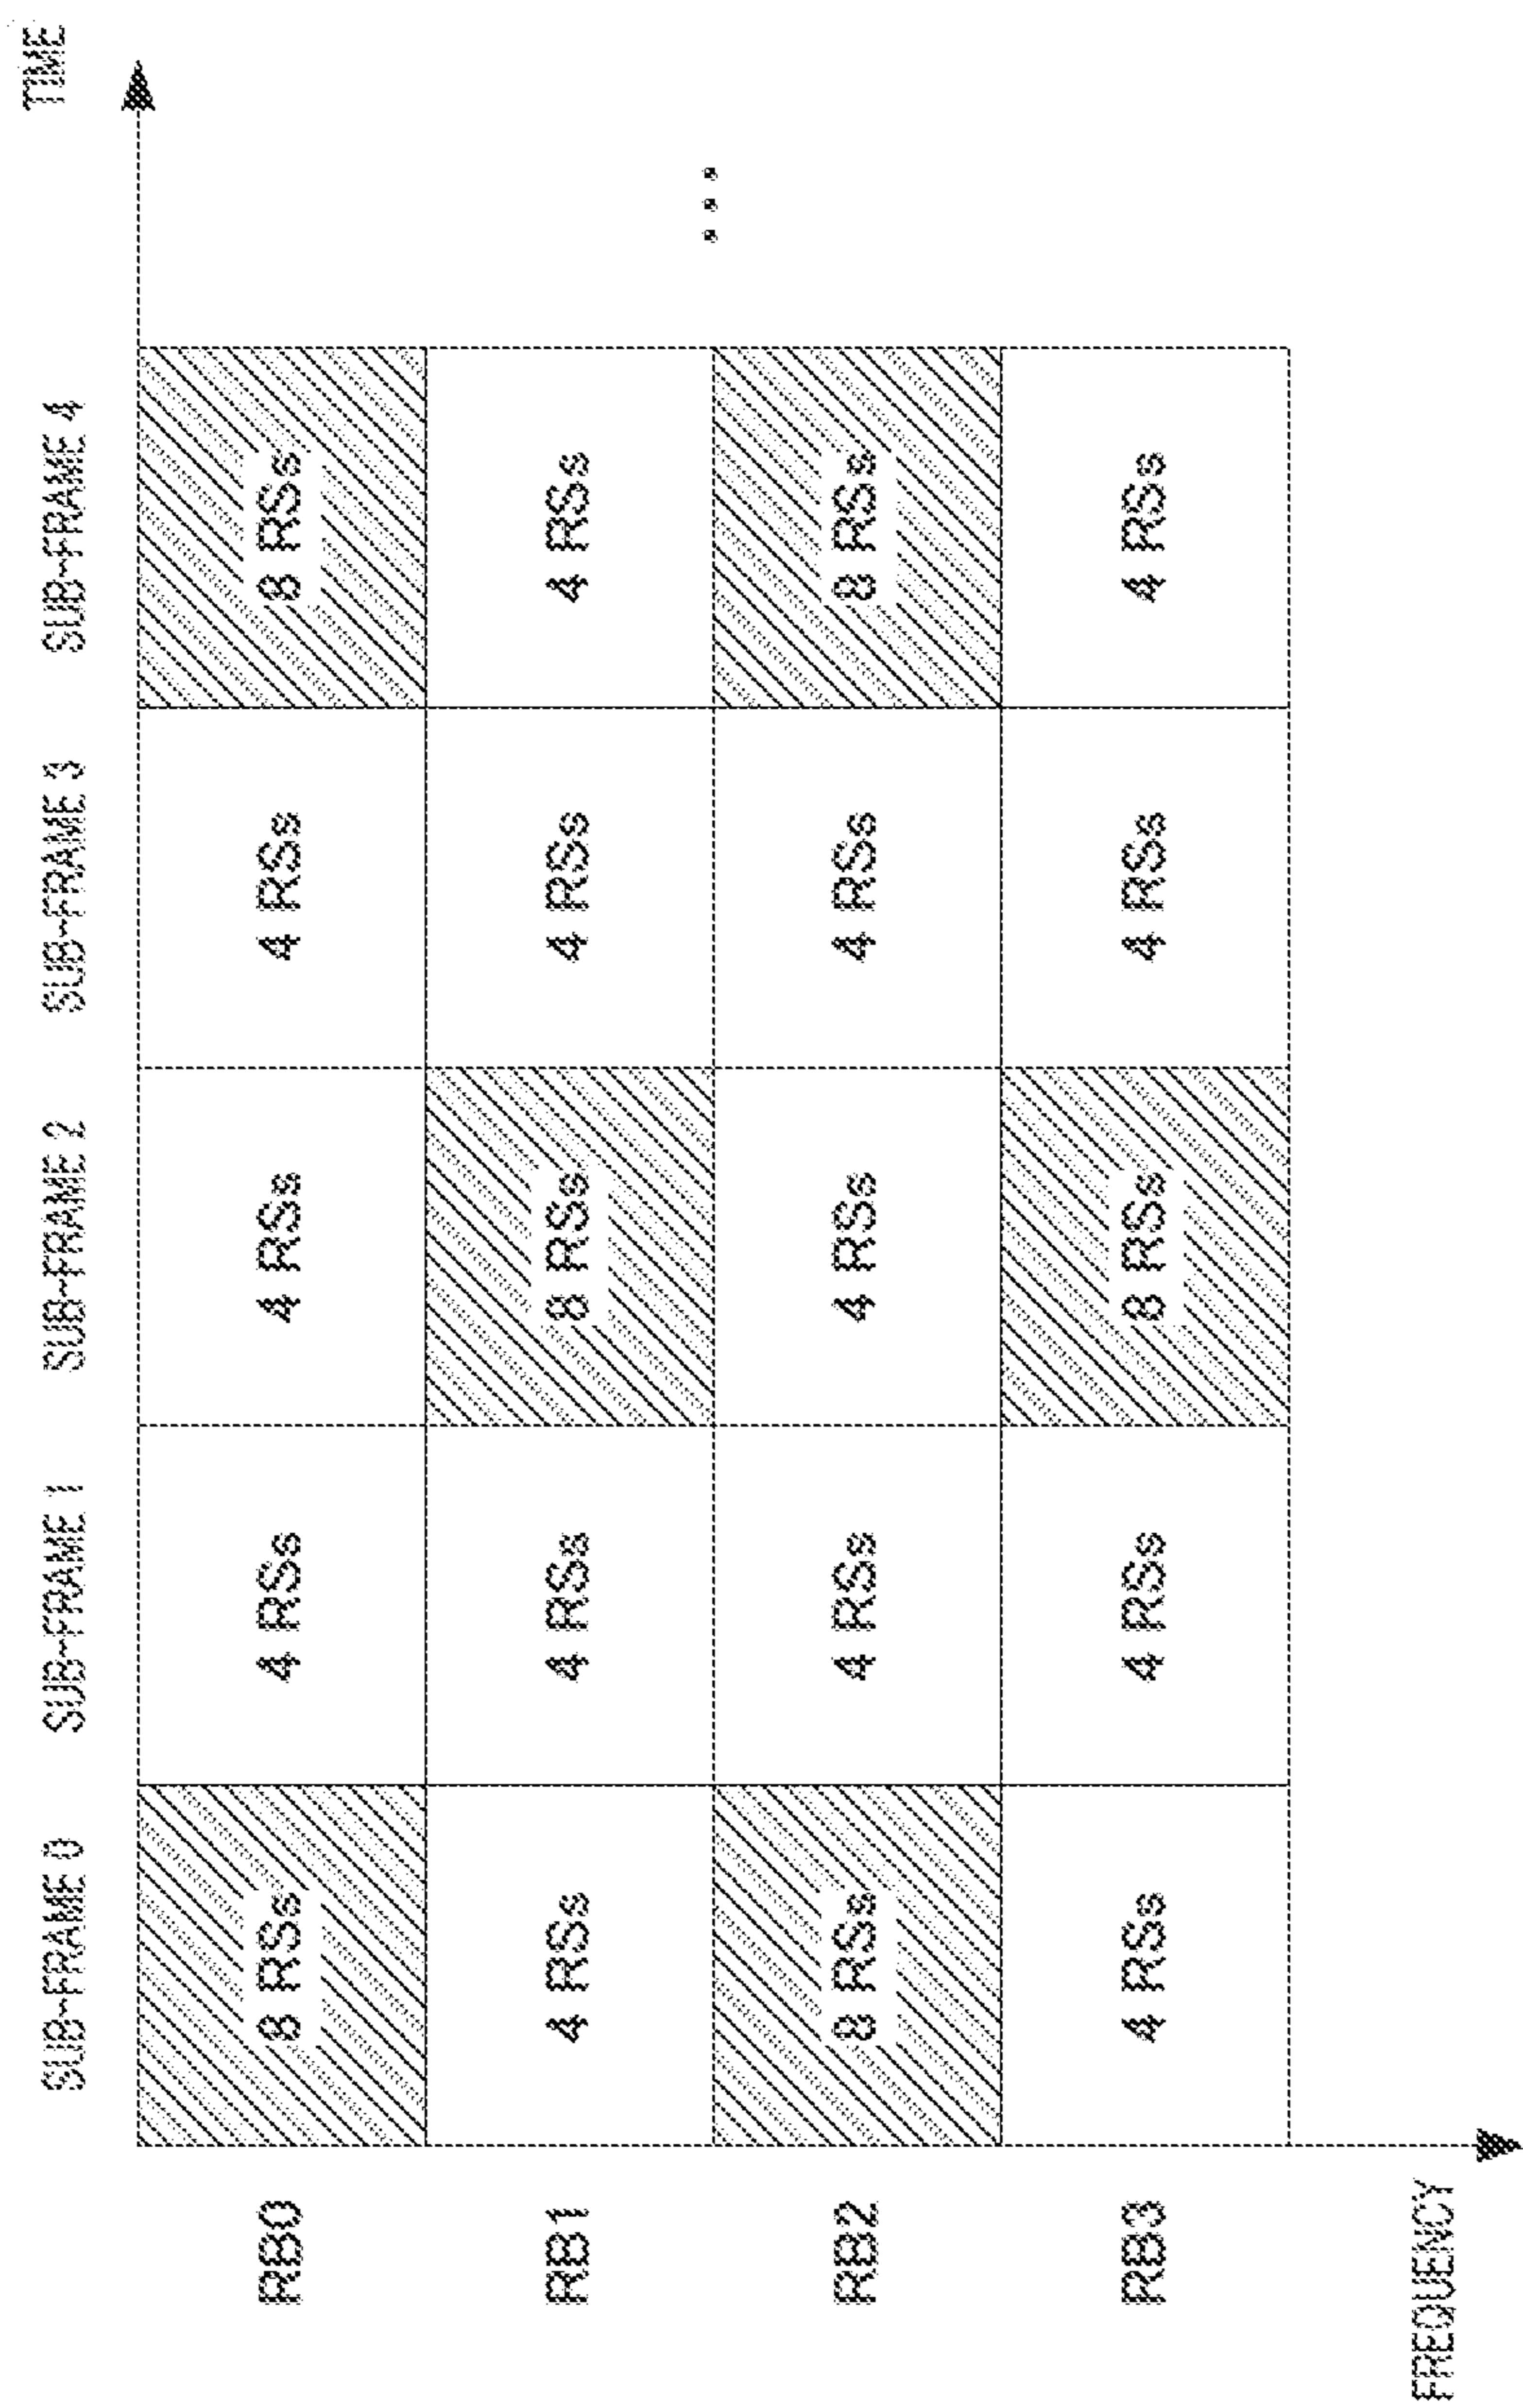 TIME
SUB-FRAME 0 SUB-FRAME 1 SUB-FRAME 2 SUB-FRAME 3 SUB-FRAME 4
RB0 8 RSs 4 RSs 4 RSs 4 RSs 8 RSs
RB1 4 RSs 4 RSs 8 RSs 4 RSs 4 RSs
...
RB2 8 RSs 4 RSs 4 RSs 4 RSs 8 RSs
RB3 4 RSs 4 RSs 8 RSs 4 RSs 4 RSs
FREQUENCY